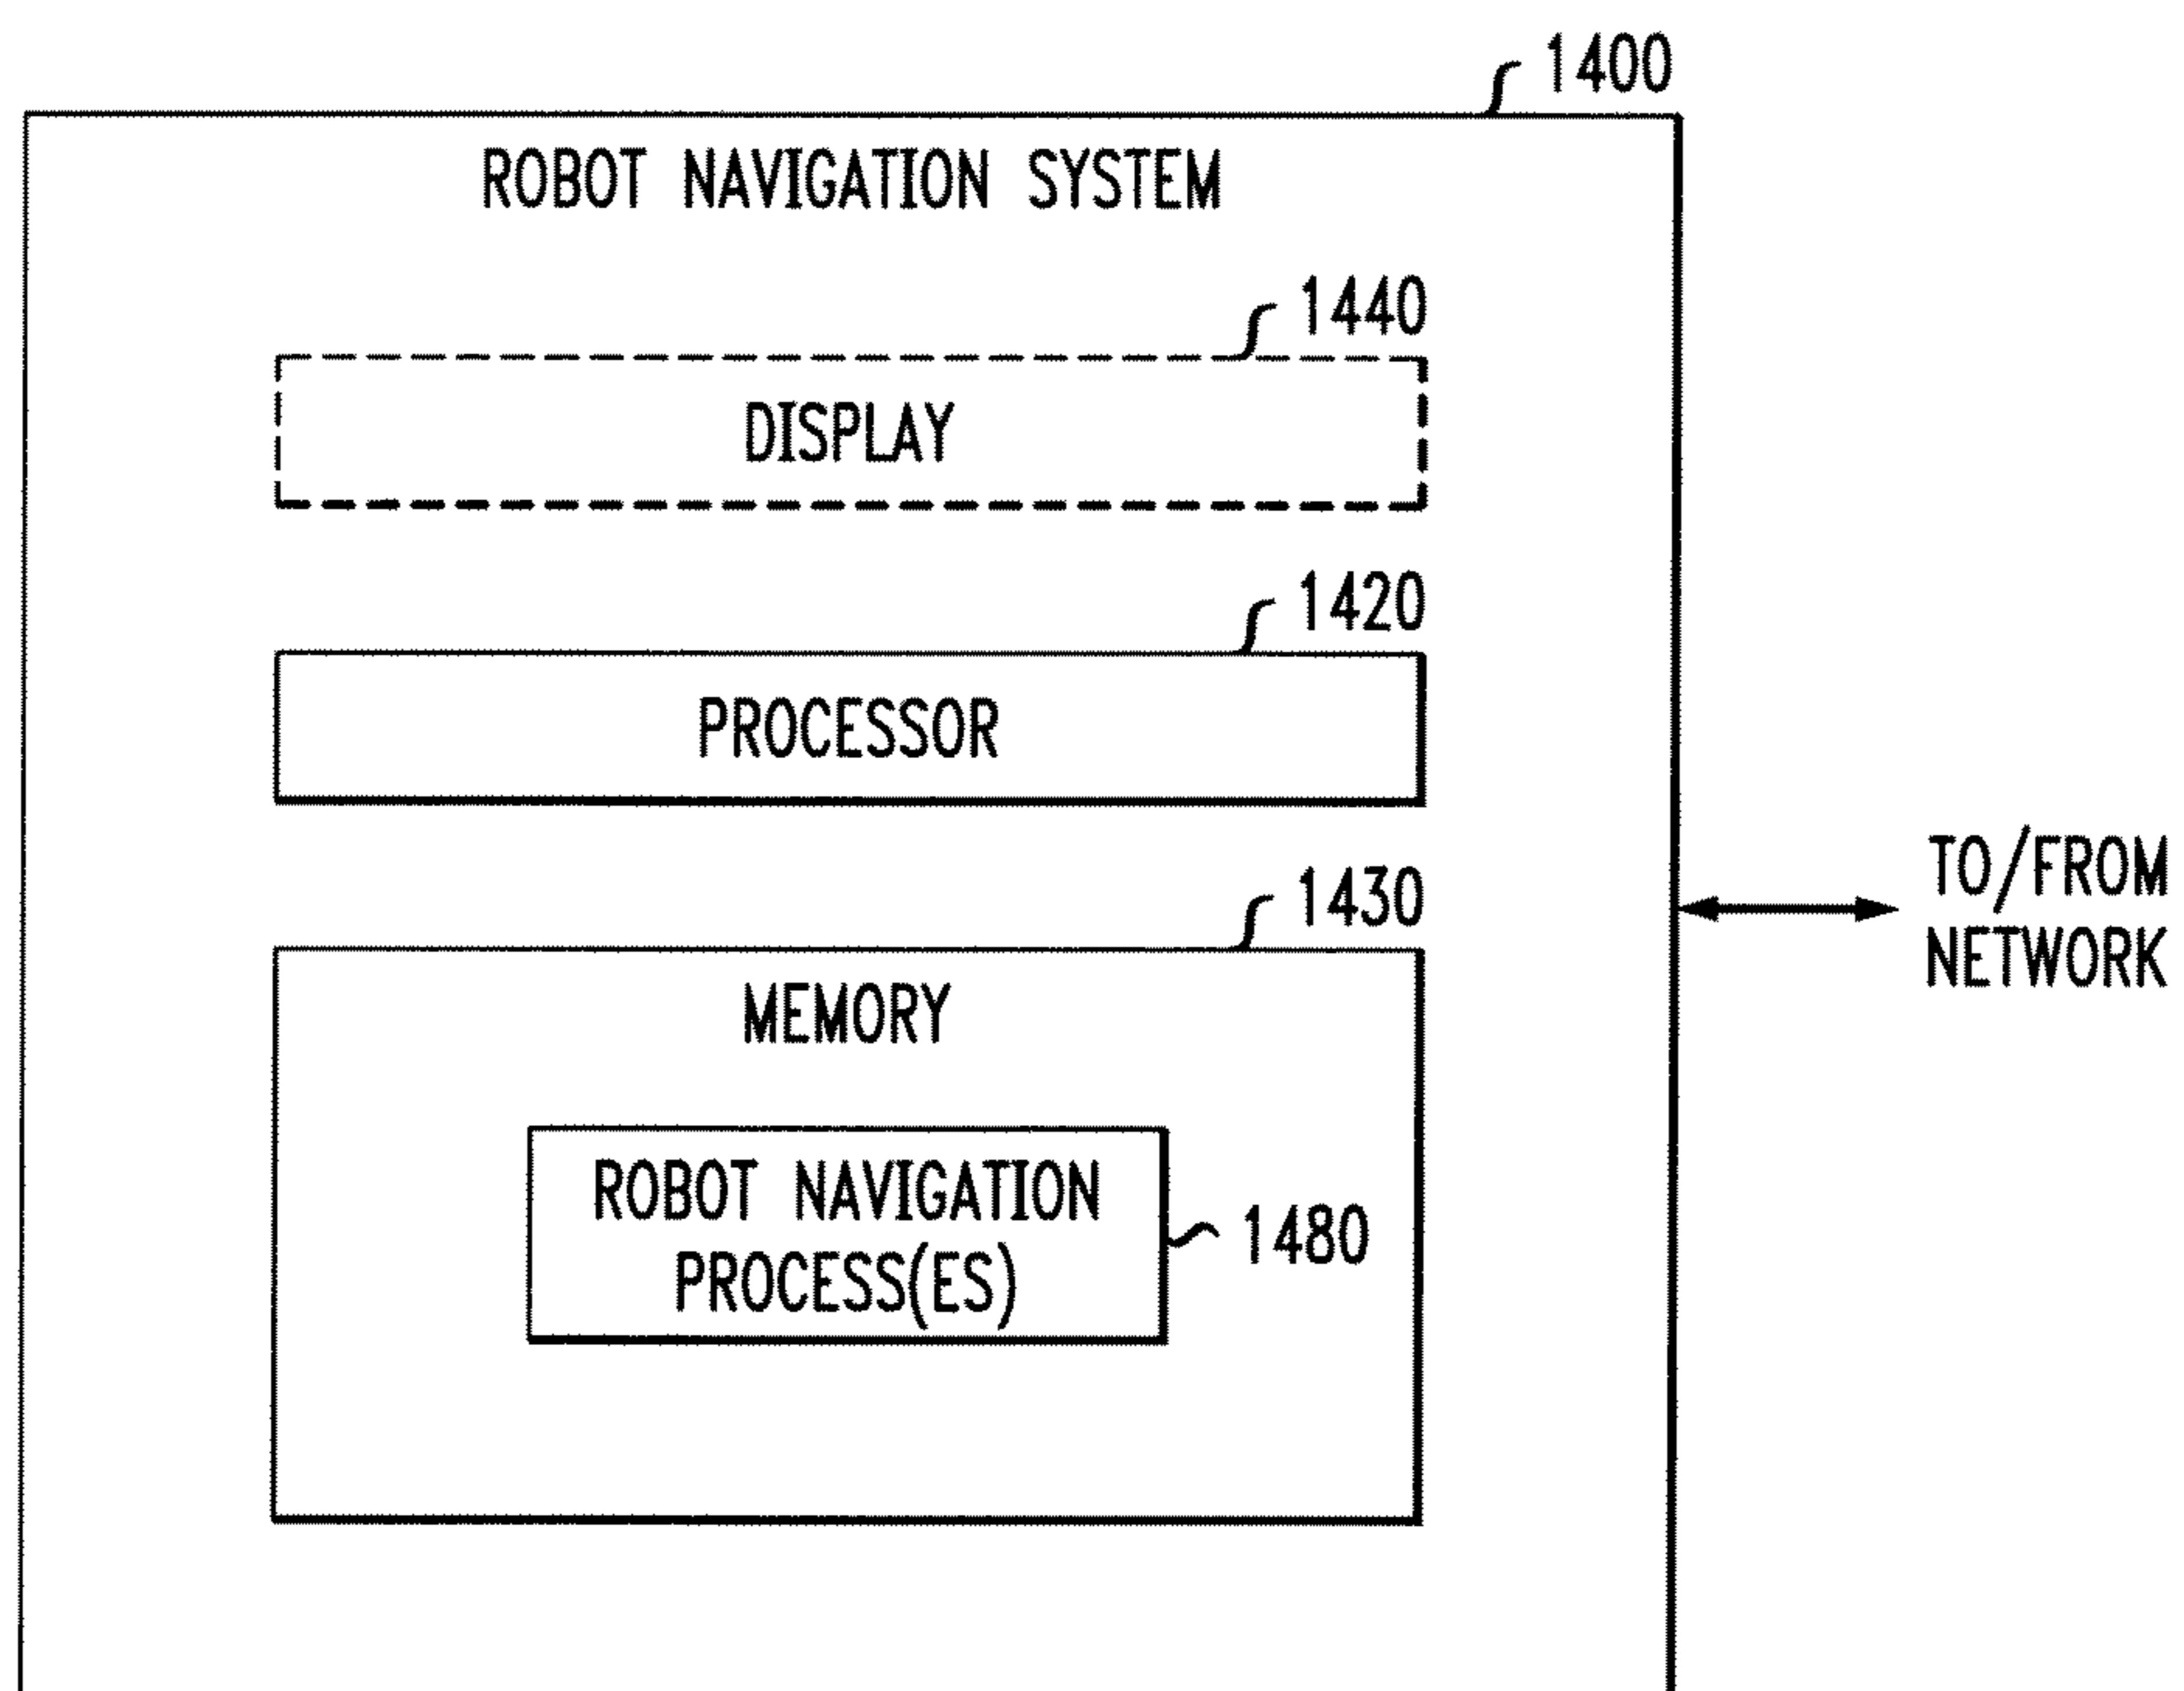 1400
ROBOT NAVIGATION SYSTEM
1440
DISPLAY
1420
PROCESSOR
1430
MEMORY
ROBOT NAVIGATION
PROCESS(ES)
1480
TO/FROM
NETWORK